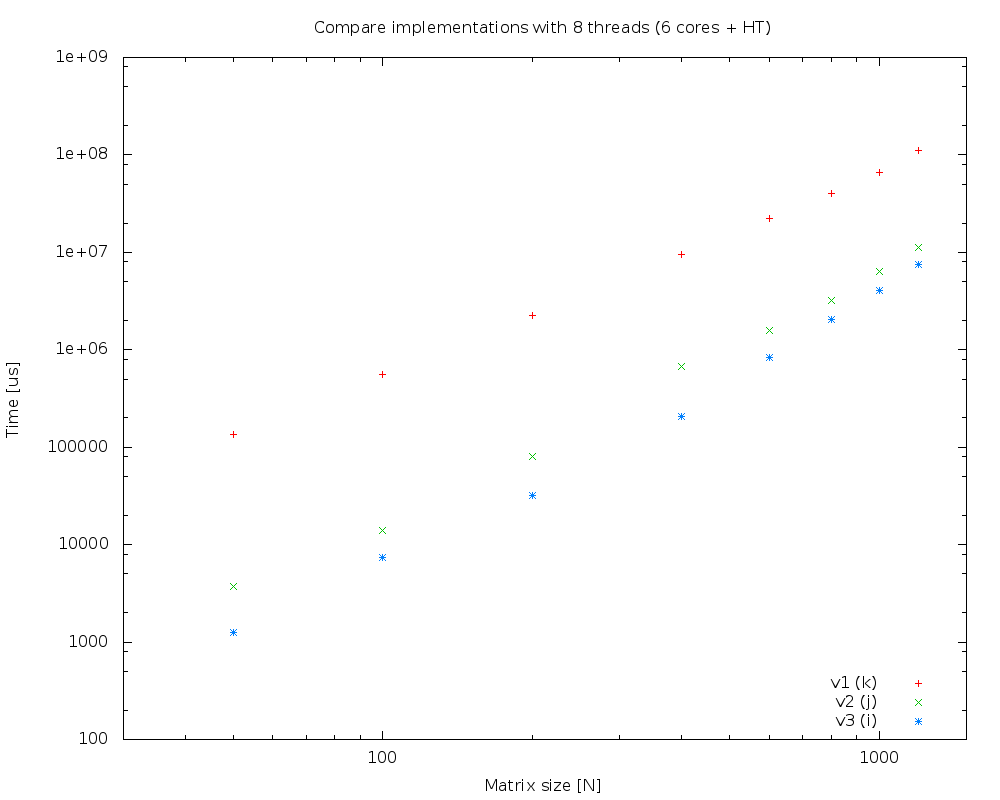 Compare implementations with 8 threads (6 cores + HT)
1e+09
1e+08
1e+07
1e+06
100000
10000
1000
100
Time [us]
v1 (k)
v2 (j)
v3 (i)
100 1000
Matrix size [N]